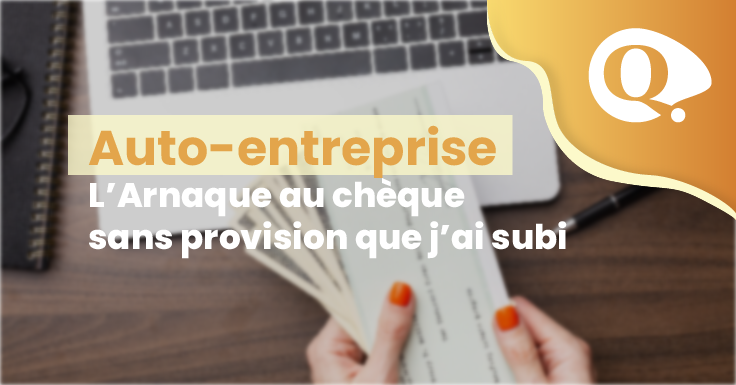 Auto-entreprise
L’Arnaque au chèque
sans provision que j’ai subi
Q.